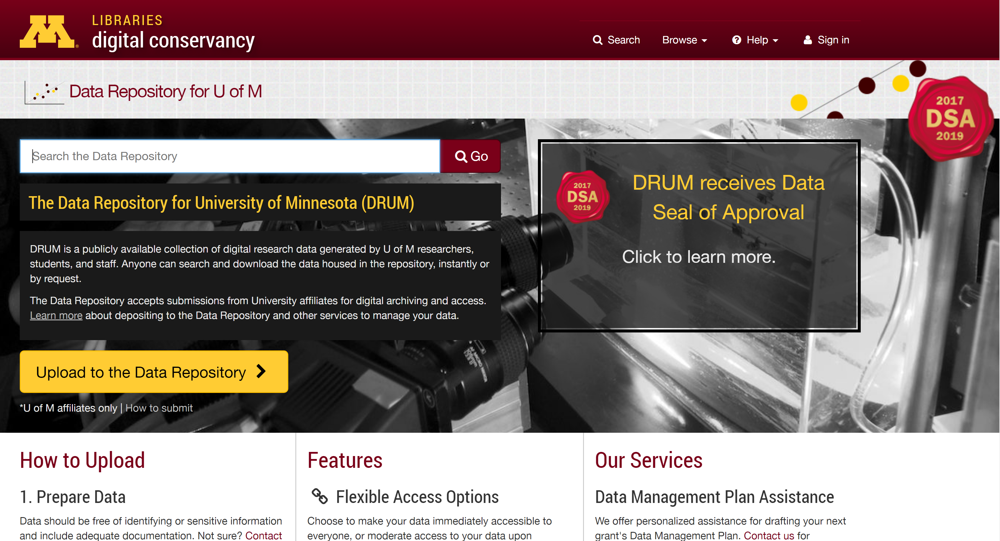 M®
LIBRARIES
digital conservancy
Search
Browse
Help
Sign in
Data Repository for U of M
2017
DSA
2019
Search the Data Repository
Go
The Data Repository for University of Minnesota (DRUM)
DRUM is a publicly available collection of digital research data generated by U of M researchers,
students, and staff. Anyone can search and download the data housed in the repository, instantly or
by request.
The Data Repository accepts submissions from University affiliates for digital archiving and access.
Learn more about depositing to the Data Repository and other services to manage your data.
2017
DSA
2019
DRUM receives Data
Seal of Approval
Click to learn more.
Upload to the Data Repository
*U of M affiliates only | How to submit
How to Upload
1. Prepare Data
Data should be free of identifying or sensitive information
and include adequate documentation. Not sure? Contact
Features
Flexible Access Options
Choose to make your data immediately accessible to
everyone, or moderate access to your data upon
Our Services
Data Management Plan Assistance
We offer personalized assistance for drafting your next
grant's Data Management Plan. Contact us for